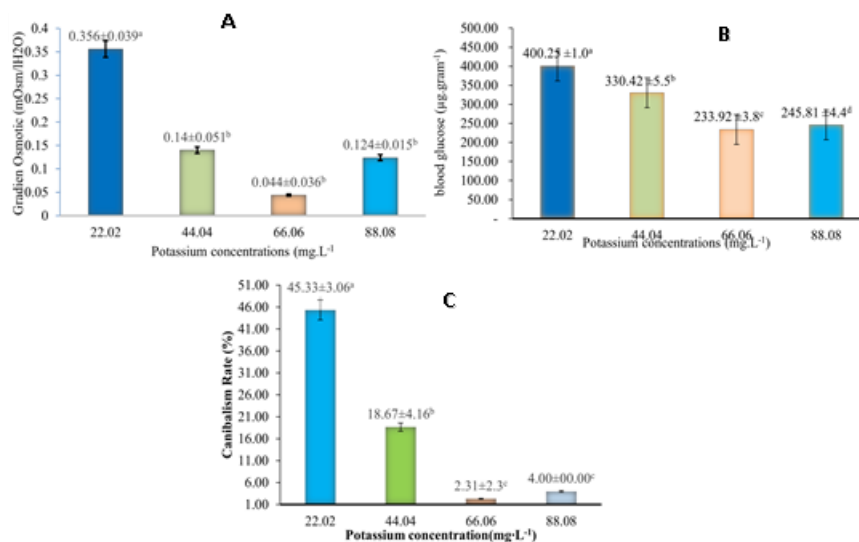 A
Gradien Osmotic (mOsm/lH2O)
0.4
0.35
0.3
0.25
0.2
0.15
0.1
0.05
0
0.356±0.039ᵃ
0.14±0.051ᵇ
0.044±0.036ᵇ
0.124±0.015ᵇ
22.02 44.04 66.06 88.08
Potassium concentrations (mg.L⁻¹
B
blood glucose (µg.gram⁻¹)
500.00
450.00
400.00
350.00
300.00
250.00
200.00
150.00
100.00
50.00
-
400.25 ±1.0ᵃ
330.42±5.5ᵇ
233.92±3.8ᶜ
245.81±4.4ᵈ
22.02 44.04 66.06 88.08
Potassium concentrations (mg.L⁻¹
C
Canibalism Rate (%)
51.00
46.00
41.00
36.00
31.00
26.00
21.00
16.00
11.00
6.00
1.00
45.33±3.06ᵃ
18.67±4.16ᵇ
2.31±2.3ᶜ
4.00±00.00ᶜ
22.02 44.04 66.06 88.08
Potassium concentration(mg·L⁻¹)